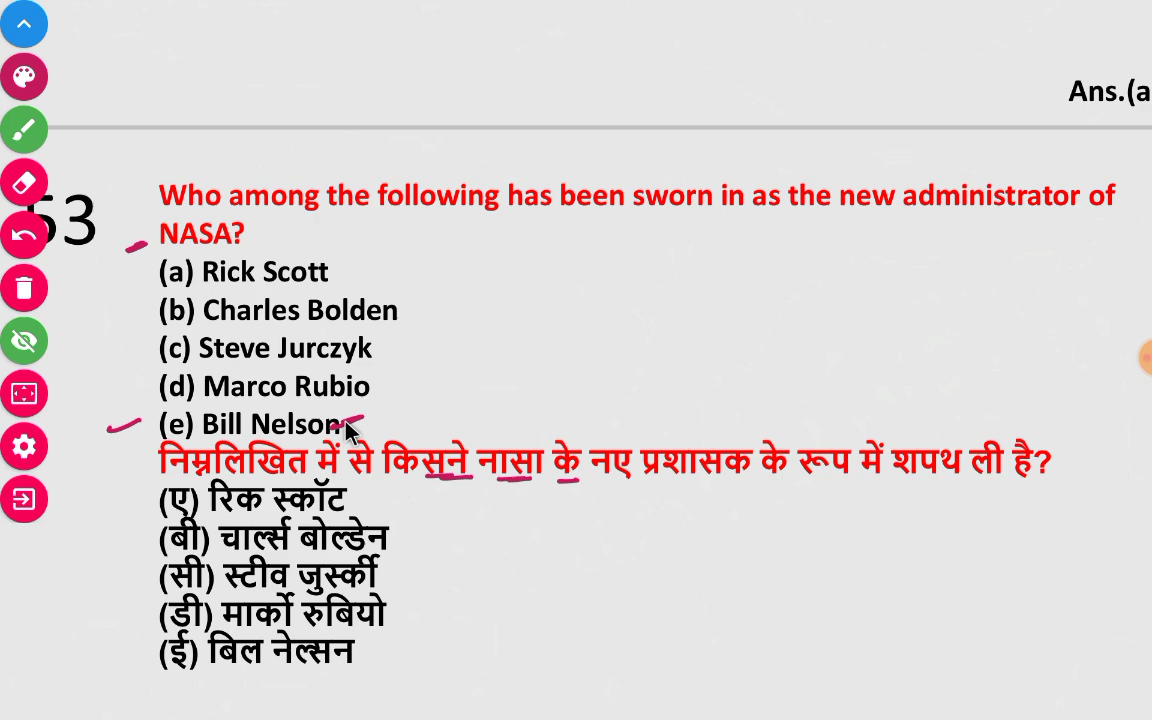 Ans.(a
53
Who among the following has been sworn in as the new administrator of
NASA?
(a) Rick Scott
(b) Charles Bolden
(c) Steve Jurczyk
(d) Marco Rubio
(e) Bill Nelson
निम्नलिखित में से किसने नासा के नए प्रशासक के रूप में शपथ ली है?
(ए) रिक स्कॉट
(बी) चार्ल्स बोल्डेन
(सी) स्टीव जुर्स्की
(डी) मार्को रुबियो
(ई) बिल नेल्सन